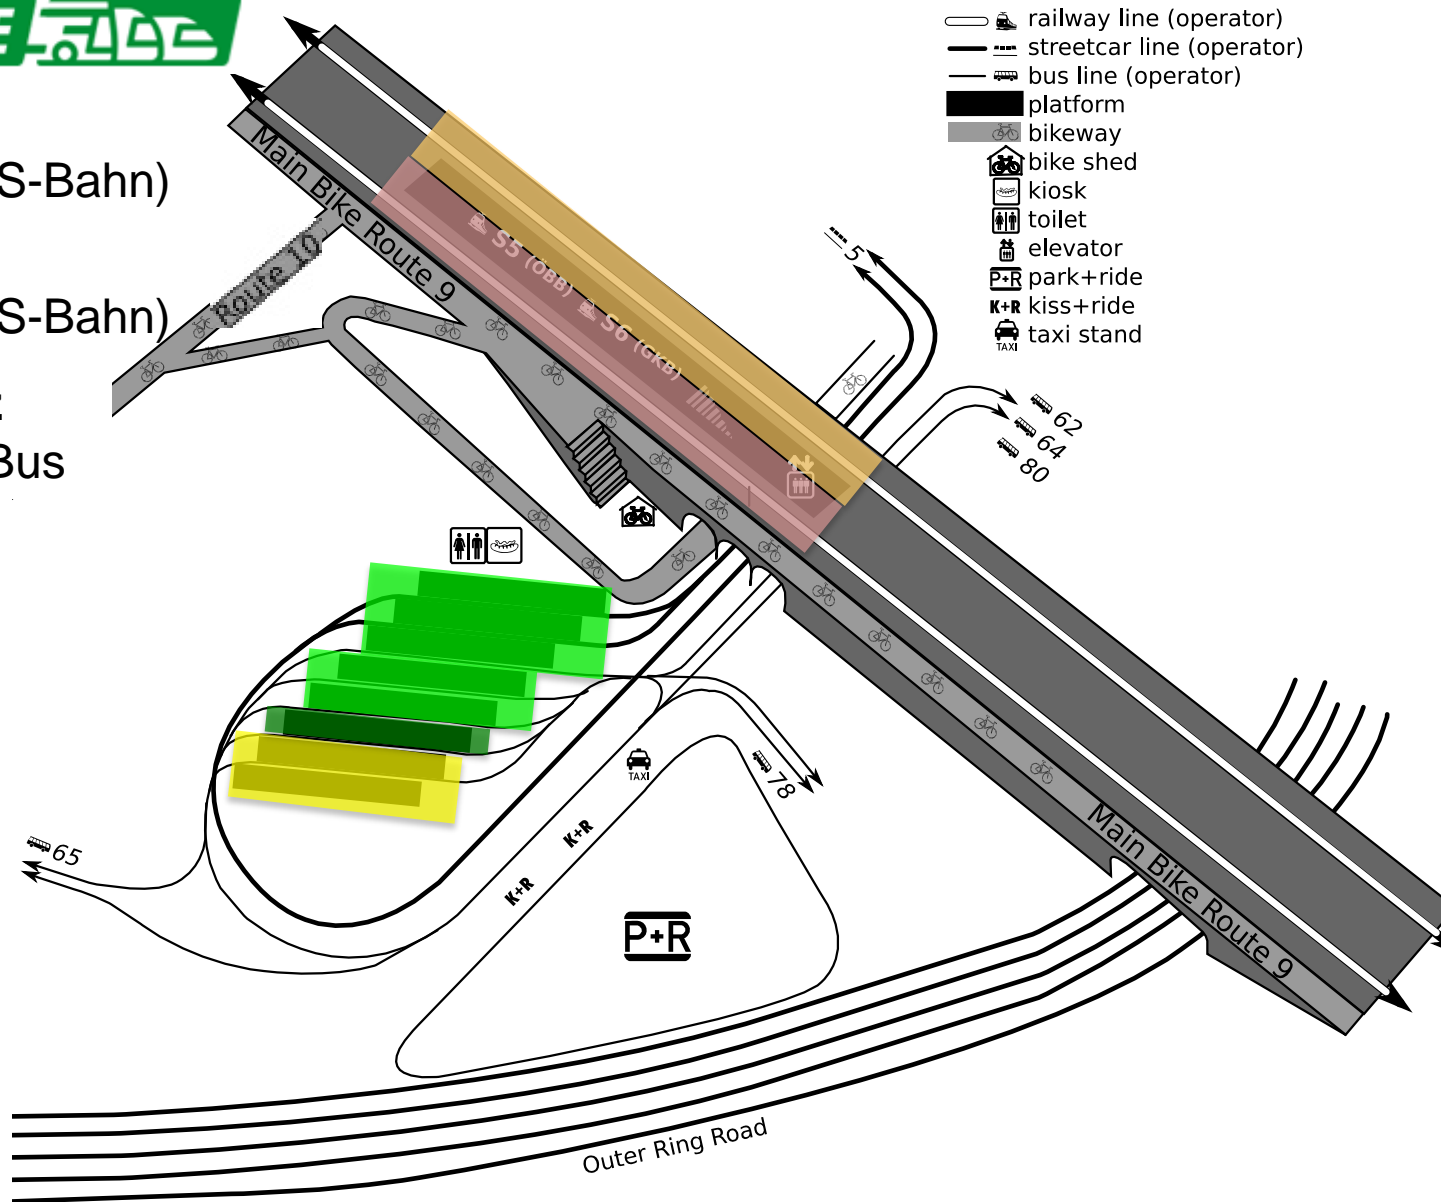 E
railway line (operator)
streetcar line (operator)
bus line (operator)
platform
bikeway
bike shed
kiosk
toilet
elevator
P+R park+ride
K+R kiss+ride
TAXI taxi stand
S-Bahn)
S-Bahn)
:
Bus
Main Bike Route 9
Route 10
S5 (ÖBB)
S6 (GKB)
5
62
64
80
TAXI
78
K+R
K+R
65
P+R
Main Bike Route 9
Outer Ring Road